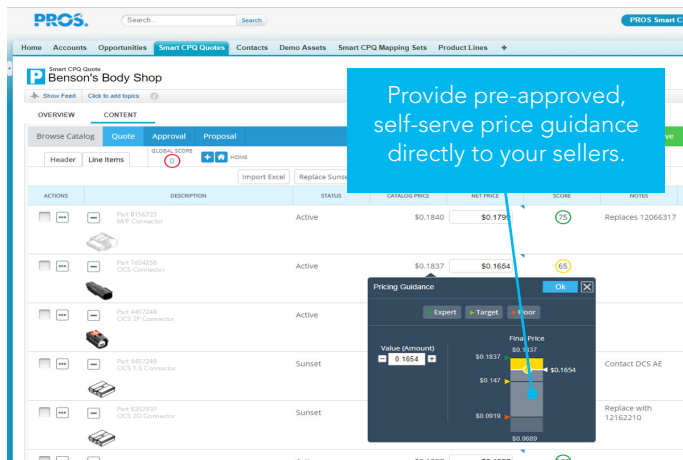 PROS.
Search...
Search
PROS Smart C
Home Accounts Opportunities Smart CPQ Quotes Contacts Demo Assets Smart CPQ Mapping Sets Product Lines +
Smart CPQ Quote
P Benson's Body Shop
Show Feed Click to add topics:
OVERVIEW CONTENT
Provide pre-approved,
self-serve price guidance
directly to your sellers.
Browse Catalog Quote Approval Proposal
ve
Header Line Items
GLOBAL SCORE
0
HOME
Import Excel Replace Sunse
ACTIONS DESCRIPTION STATUS CATALOG PRICE NET PRICE SCORE NOTES
Part 8156723
M/P Connector
Active $0.1840 $0.1799 75 Replaces 12066317
Part 7654258
OCS Connector
Active $0.1837 $0.1654 65
Pricing Guidance Ok X
Part 4457248
OCS 2P Connector
Active
Expert Target Floor
Value (Amount)
0.1654
Final Price
$0.1837
$0.1837
$0.1654
$0.147
$0.0919
$0.0689
Part 4457248
OCS 1.5 Connector
Sunset
Contact DCS AE
Part 8252937
OCS 2D Connector
Sunset
Replace with
12162210